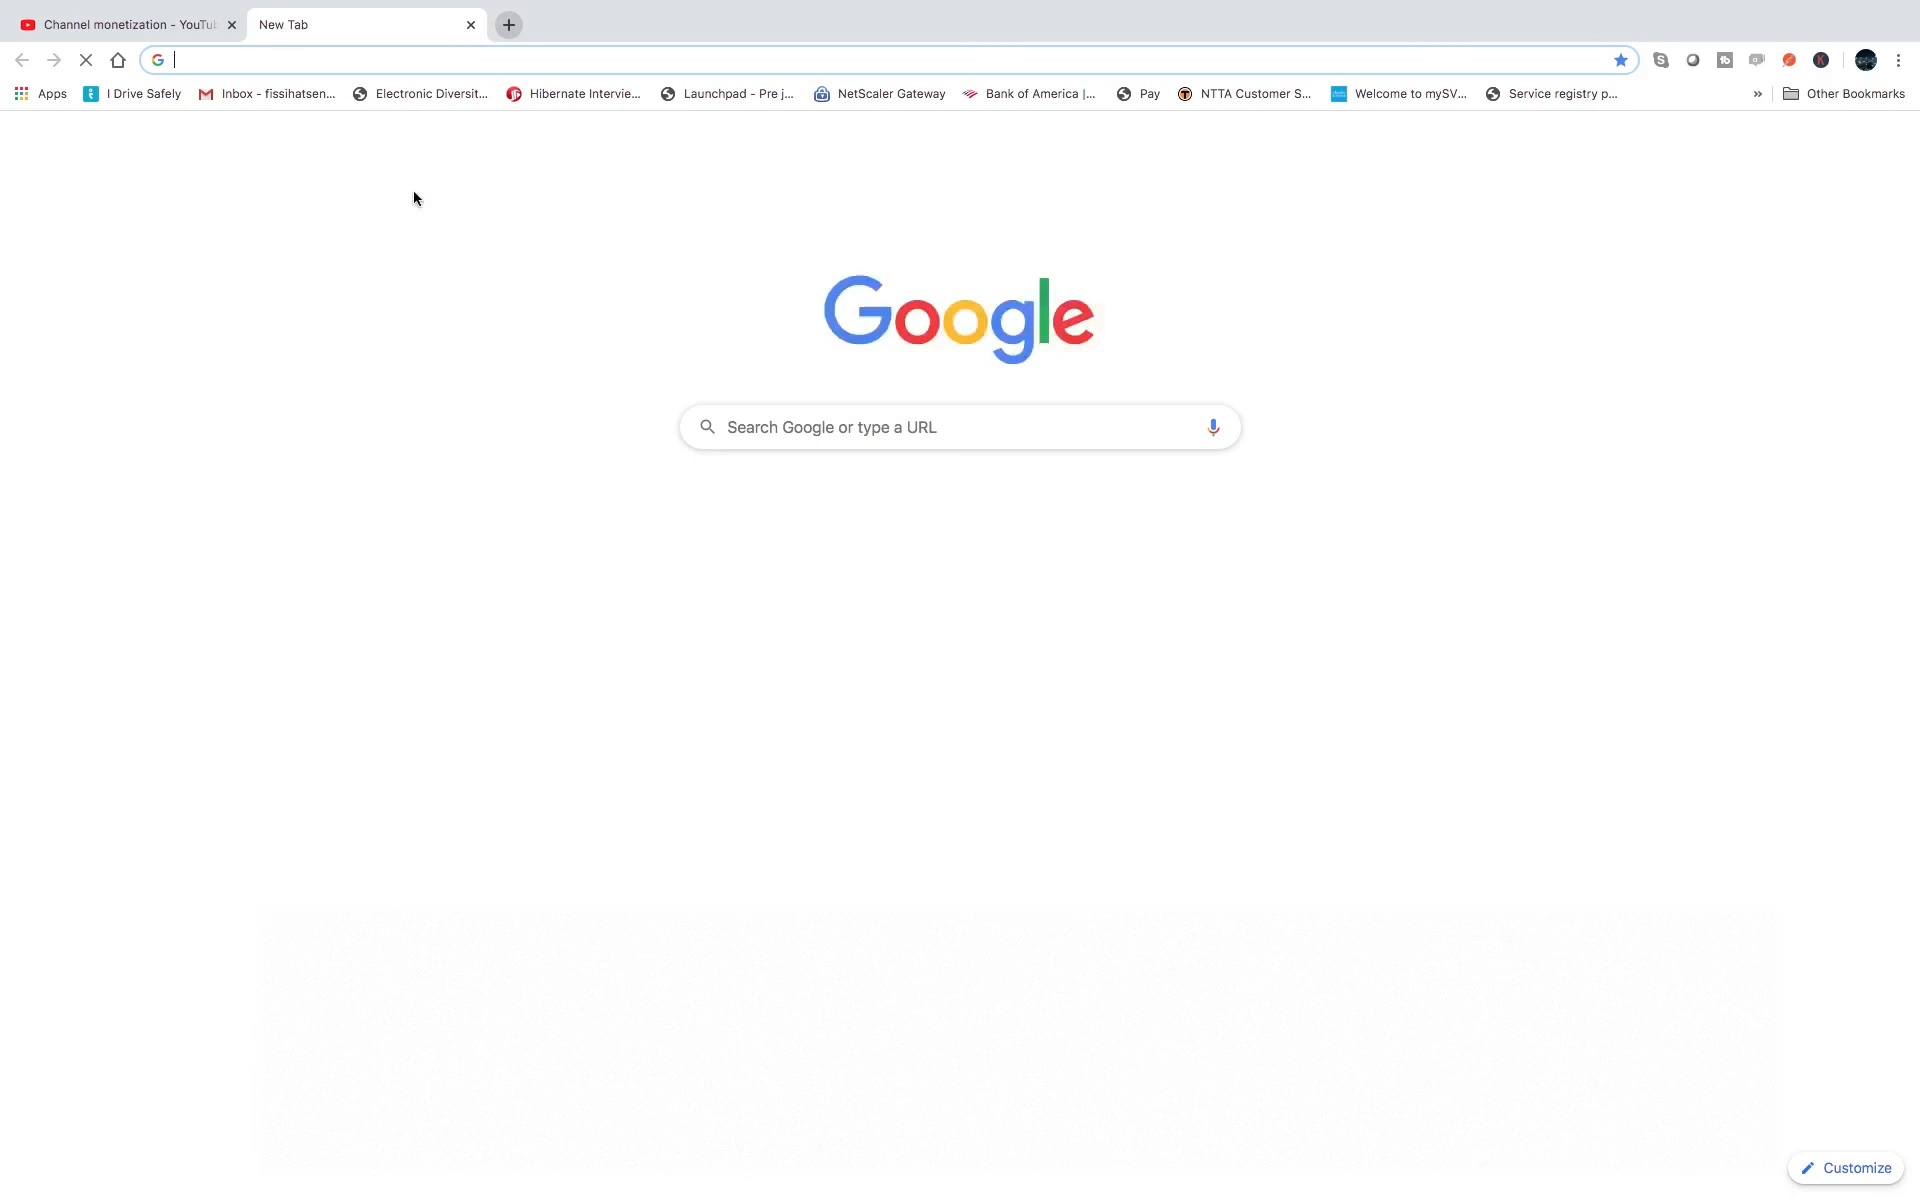 Channel monetization - YouTub
New Tab
Apps I Drive Safely Inbox - fissihatsen... Electronic Diversit... Hibernate Intervie... Launchpad - Pre j... NetScaler Gateway Bank of America |... Pay NTTA Customer S... Welcome to mySV... Service registry p... » Other Bookmarks
Google
Search Google or type a URL
Customize